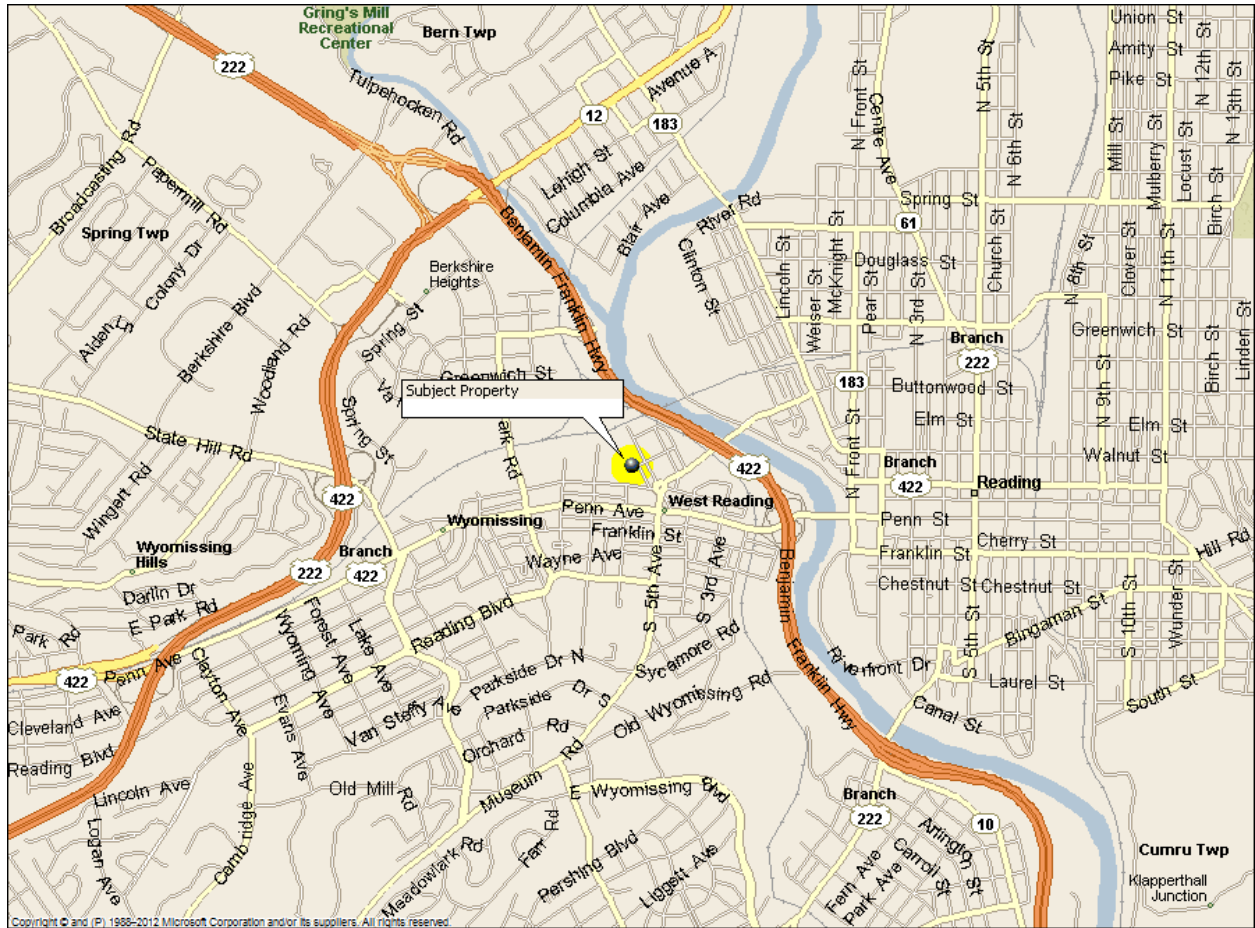 Gring's Mill
Recreational
Center
Bern Twp
Union St
Amity St
Pike St
N 12th St
N 13th St
222
Tulpehocken Rd
12
Avenue A
183
N Front St
Centre Ave
N 5th St
N 6th St
Mill St
Mulberry St
Locust St
Birch St
Broadcasting Rd
Papermill Rd
Lehigh St
Columbia Ave
Blair Ave
River Rd
Spring St
61
Spring Twp
Colony Dr
Benjamin Franklin Hwy
Clinton St
Lincoln St
Weiser St
McKnight St
Pear St
Douglass St
N 3rd St
Church St
N 8th St
Clover St
N 11th St
Berkshire
Heights
Alden Ln
Berkshire Blvd
Woodland Rd
Spring St
Greenwich St
Branch
222
Greenwich St
Birch St
Linden St
Va
Subject Property
183
Buttonwood St
Elm St
N 9th St
Elm St
Walnut St
State Hill Rd
Spring St
ark Rd
422
422
N Front St
Branch
422
Reading
Wingert Rd
Penn Ave
West Reading
Penn St
Wyomissing
Franklin St
Cherry St
Wyomissing
Hills
Branch
422
222
Wayne Ave
S 5th Ave
S 3rd Ave
Benjamin Franklin Hwy
Franklin St
Hill Rd
Chestnut St
Chestnut St
Darlin Dr
E Park Rd
Park Rd
Forest Ave
Lake Ave
Wyoming Ave
Reading Blvd
Bingaman St
S 10th St
Wunder St
S 5th St
Sycamore Rd
Riverfront Dr
Laurel St
South St
422
Penn Ave
Clayton Ave
Evans Ave
Parkside Dr N
Parkside Dr S
Old Wyomissing Rd
Canal St
Cleveland Ave
Van Steffy Ave
Orchard Rd
Reading Blvd
Lincoln Ave
Old Mill Rd
Museum Rd
E Wyomissing Blvd
Branch
222
10
Logan Ave
Cambridge Ave
Meadowlark Rd
Farr Rd
Pershing Blvd
Liggett Ave
Fern Ave
Park Ave
Carroll St
Arlington St
Cumru Twp
Klapperthall
Junction
Copyright © and (P) 1988–2012 Microsoft Corporation and/or its suppliers. All rights reserved.